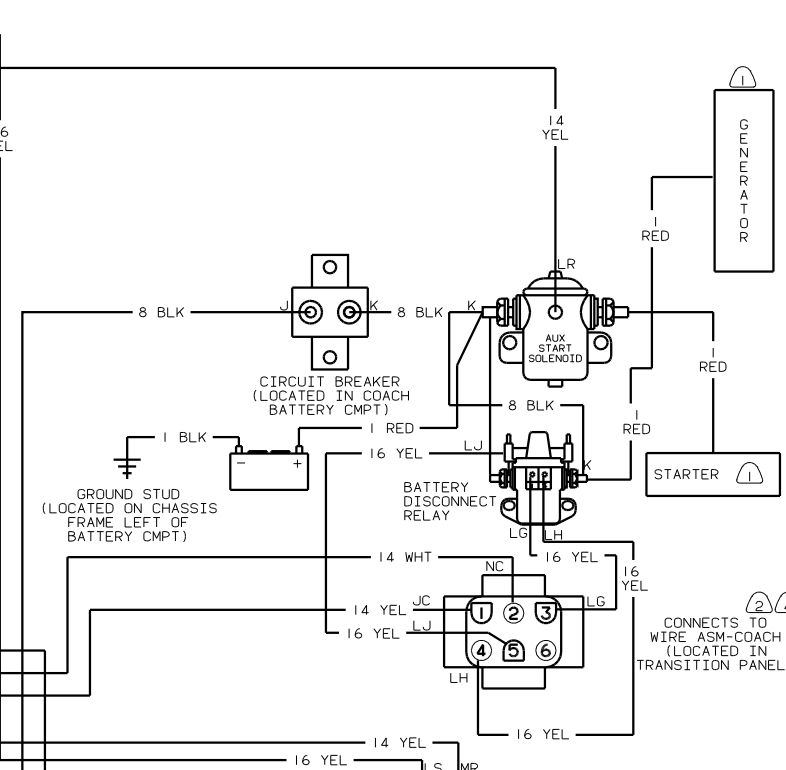 1
14
YEL
G
E
N
E
R
A
T
O
R
6
EL
1
RED
LR
J
K
K
8 BLK
8 BLK
AUX
START
SOLENOID
1
RED
CIRCUIT BREAKER
(LOCATED IN COACH
BATTERY CMPT)
8 BLK
1
RED
1 RED
1 BLK
LJ
16 YEL
- +
K
STARTER 1
BATTERY
DISCONNECT
RELAY
GROUND STUD
(LOCATED ON CHASSIS
FRAME LEFT OF
BATTERY CMPT)
LG LH
14 WHT
16 YEL
NC
16
YEL
JC
14 YEL
1 2 3
LG
2
LJ
16 YEL
4 5 6
CONNECTS TO
WIRE ASM-COACH
(LOCATED IN
TRANSITION PANEL
LH
16 YEL
14 YEL
16 YEL
LS MR